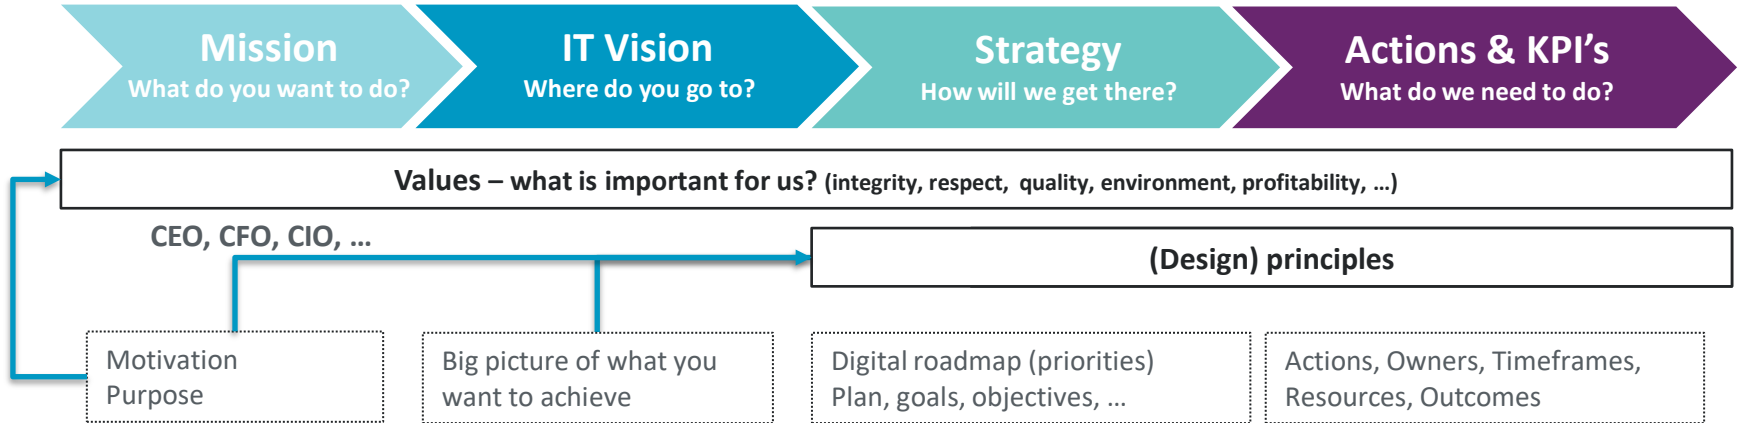 Mission
What do you want to do?
IT Vision
Where do you go to?
Strategy
How will we get there?
Actions & KPI's
What do we need to do?
Values – what is important for us? (integrity, respect, quality, environment, profitability, ...)
CEO, CFO, CIO, ...
(Design) principles
Motivation
Purpose
Big picture of what you
want to achieve
Digital roadmap (priorities)
Plan, goals, objectives, ...
Actions, Owners, Timeframes,
Resources, Outcomes